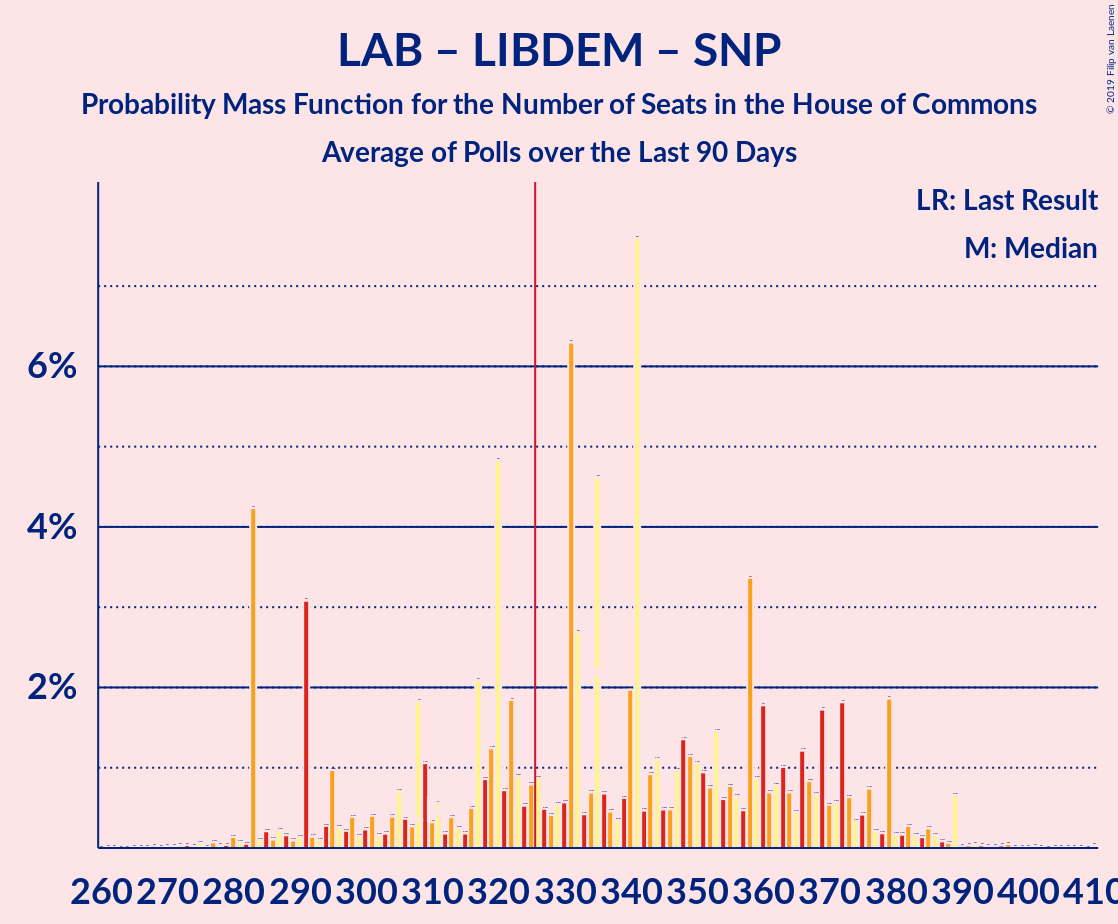 LAB – LIBDEM – SNP
Probability Mass Function for the Number of Seats in the House of Commons
Average of Polls over the Last 90 Days
© 2019 Filip van Laenen
LR: Last Result
M: Median
6%
4%
2%
260 270 280 290 300 310 320 330 340 350 360 370 380 390 400 410